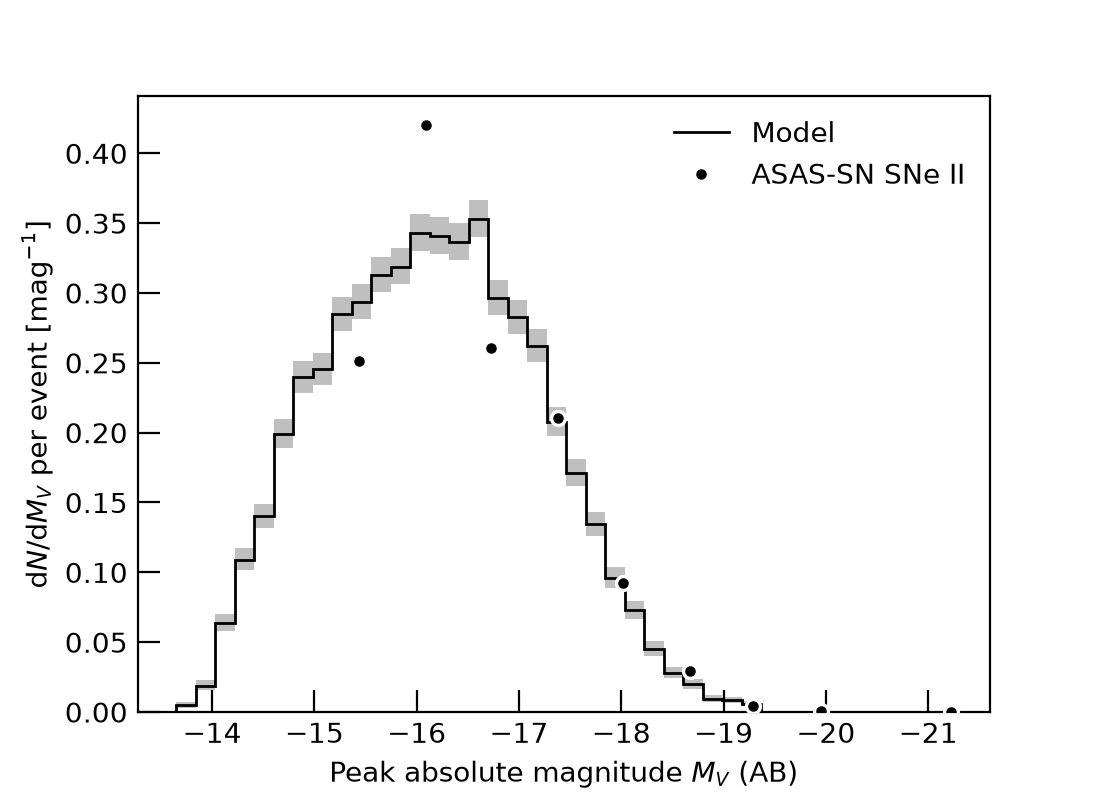 Model
ASAS-SN SNe II
0.40
0.35
0.30
0.25
0.20
0.15
0.10
0.05
0.00
dN/dM_V per event [mag⁻¹]
−14 −15 −16 −17 −18 −19 −20 −21
Peak absolute magnitude M_V (AB)